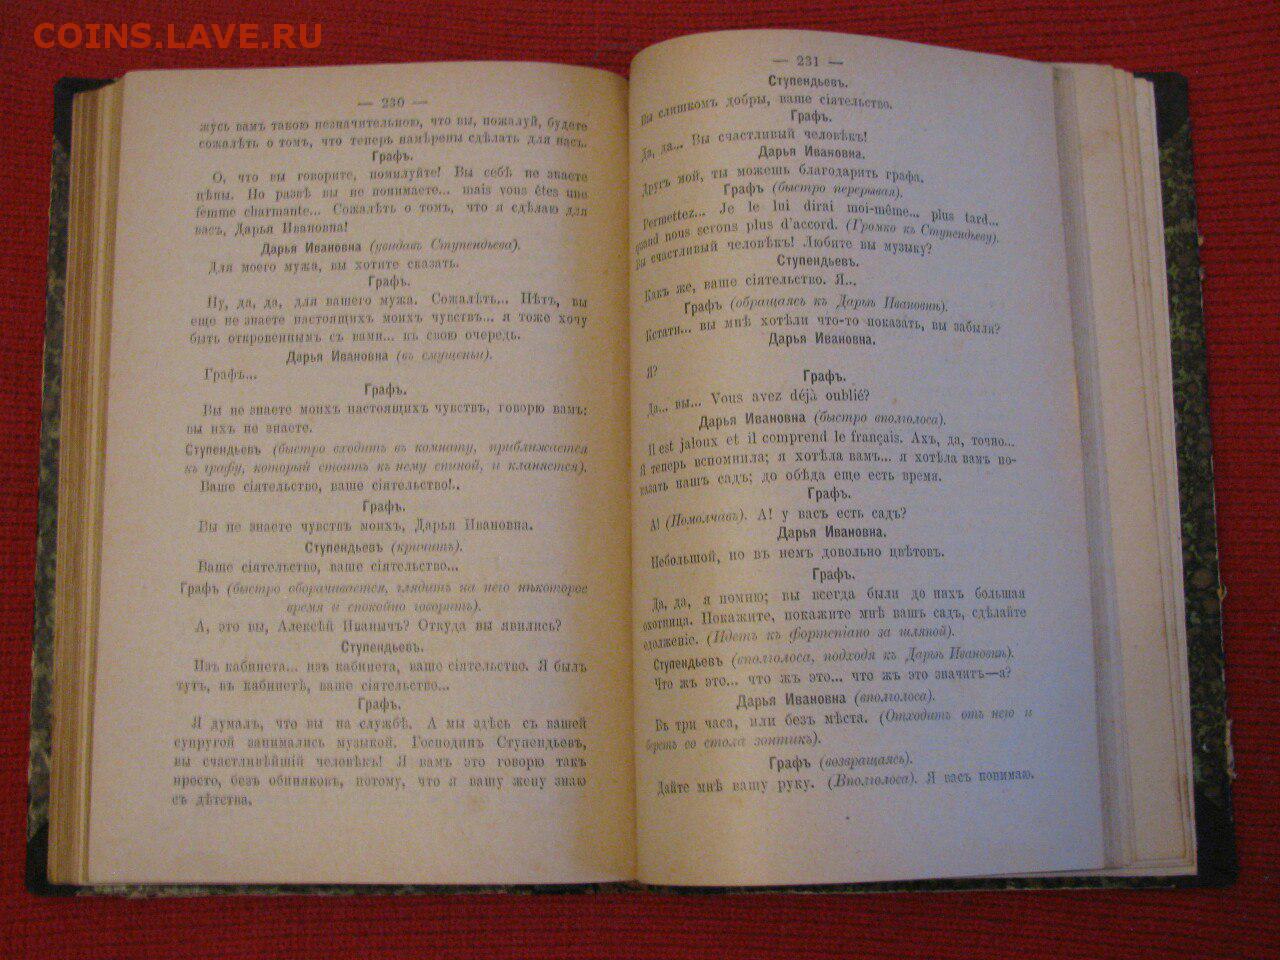 COINS.LAVE.RU
— 230 —
жусь вамъ такою незначительною, что вы, пожалуй, будете
сожалѣть о томъ, что теперь намѣрены сдѣлать для насъ.
Графъ.
О, что вы говорите, помилуйте! Вы себѣ не знаете
цѣны. Но развѣ вы не понимаете... mais vous êtes une
femme charmante... Сожалѣть о томъ, что я сдѣлаю для
васъ, Дарья Ивановна!
Дарья Ивановна (увидавъ Ступендьева).
Для моего мужа, вы хотите сказать.
Графъ.
Ну, да, да, для вашего мужа. Сожалѣть... Нѣтъ, вы
еще не знаете настоящихъ моихъ чувствъ... я тоже хочу
быть откровеннымъ съ вами... въ свою очередь.
Дарья Ивановна (въ смущеньи).
Графъ...
Графъ.
Вы не знаете моихъ настоящихъ чувствъ, говорю вамъ;
вы ихъ не знаете.
Ступендьевъ (быстро входитъ въ комнату, приближается
къ графу, который стоитъ къ нему спиной, и кланяется).
Ваше сіятельство, ваше сіятельство!..
Графъ.
Вы не знаете чувствъ моихъ, Дарья Ивановна.
Ступендьевъ (кричитъ).
Ваше сіятельство, ваше сіятельство...
Графъ (быстро оборачивается, глядитъ на него нѣкоторое
время и спокойно говоритъ).
А, это вы, Алексѣй Иванычъ? Откуда вы явились?
Ступендьевъ.
Изъ кабинета... изъ кабинета, ваше сіятельство. Я былъ
тутъ, въ кабинетѣ, ваше сіятельство...
Графъ.
Я думалъ, что вы на службѣ. А мы здѣсь съ вашей
супругой занимались музыкой. Господинъ Ступендьевъ,
вы счастливѣйшій человѣкъ! Я вамъ это говорю такъ
просто, безъ обиняковъ, потому, что я вашу жену знаю
съ дѣтства.
— 231 —
Ступендьевъ.
Вы слишкомъ добры, ваше сіятельство.
Графъ.
Да, да... Вы счастливый человѣкъ!
Дарья Ивановна.
Другъ мой, ты можешь благодарить графа.
Графъ (быстро перерывая).
Permettez... Je le lui dirai moi-même... plus tard...
quand nous serons plus d'accord. (Громко къ Ступендьеву).
Вы счастливый человѣкъ! Любите вы музыку?
Ступендьевъ.
Какъ же, ваше сіятельство. Я...
Графъ (обращаясь къ Дарьѣ Ивановнѣ).
Кстати... вы мнѣ хотѣли что-то показать, вы забыли?
Дарья Ивановна.
Я?
Графъ.
Да... вы... Vous avez déjà oublié?
Дарья Ивановна (быстро вполголоса).
Il est jaloux et il comprend le français. Ахъ, да, точно...
Я теперь вспомнила; я хотѣла вамъ... я хотѣла вамъ по-
казать нашъ садъ; до обѣда еще есть время.
Графъ.
А! (Помолчавъ). А! у васъ есть садъ?
Дарья Ивановна.
Небольшой, но въ немъ довольно цвѣтовъ.
Графъ.
Да, да, я помню; вы всегда были до нихъ большая
охотница. Покажите, покажите мнѣ вашъ садъ, сдѣлайте
одолженіе. (Идетъ къ фортепіано за шляпой).
Ступендьевъ (вполголоса, подходя къ Дарьѣ Ивановнѣ).
Что жъ это... что жъ это... что жъ это значитъ—а?
Дарья Ивановна (вполголоса).
Въ три часа, или безъ мѣста. (Отходитъ отъ него и
беретъ со стола зонтикъ).
Графъ (возвращаясь).
Дайте мнѣ вашу руку. (Вполголоса). Я васъ понимаю.